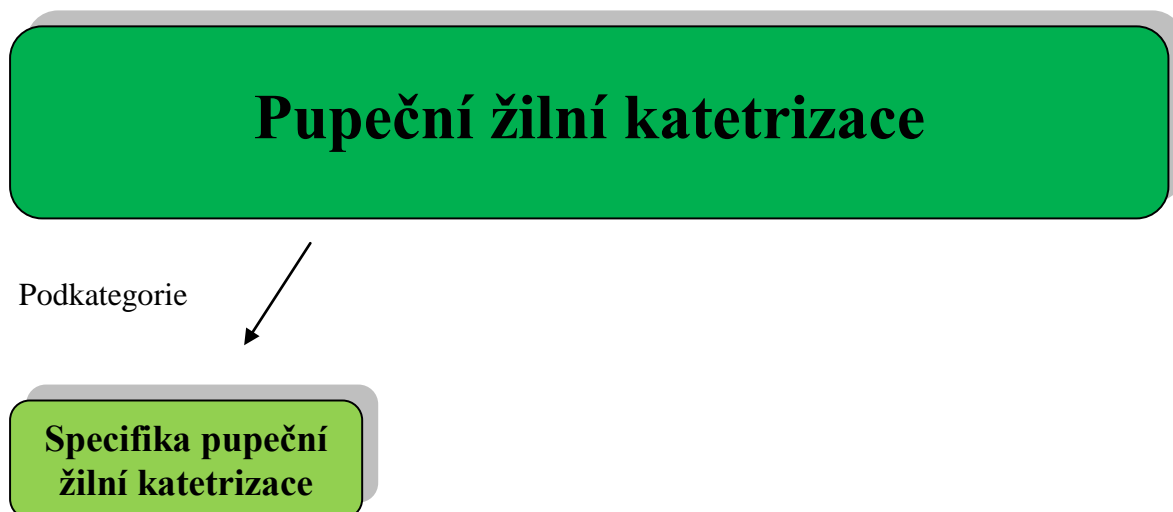 Pupeční žilní katetrizace
Podkategorie
Specifika pupeční
žilní katetrizace